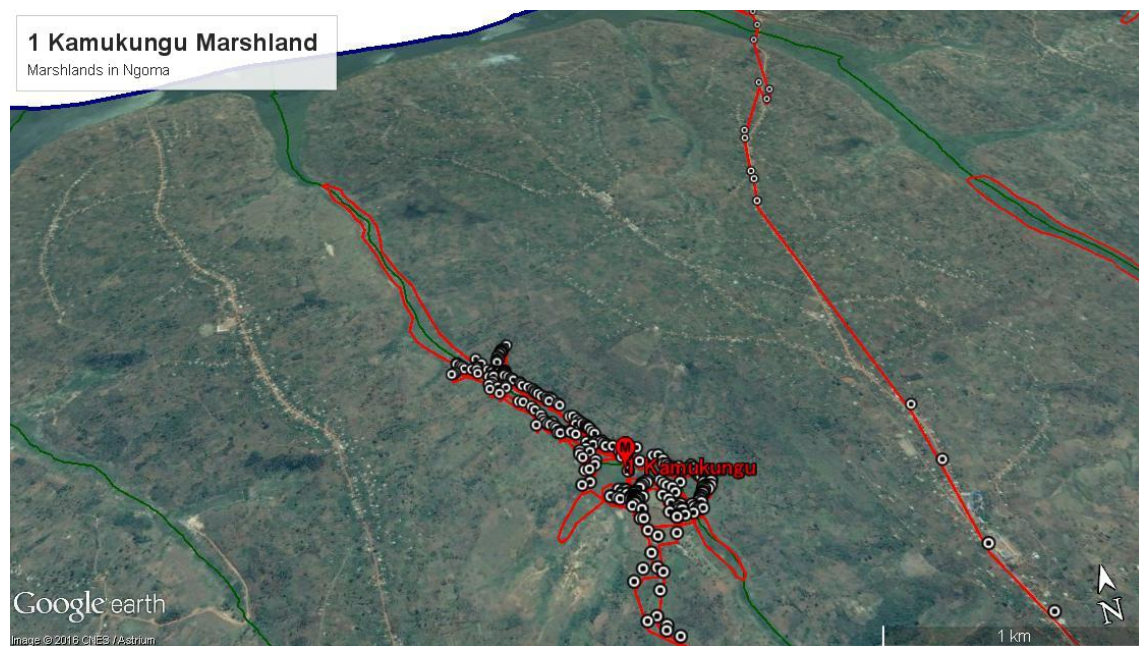 1 Kamukungu Marshland
Marshlands in Ngoma
M
1 Kamukungu
Google earth
N
Image © 2016 CNES / Astrium
1 km